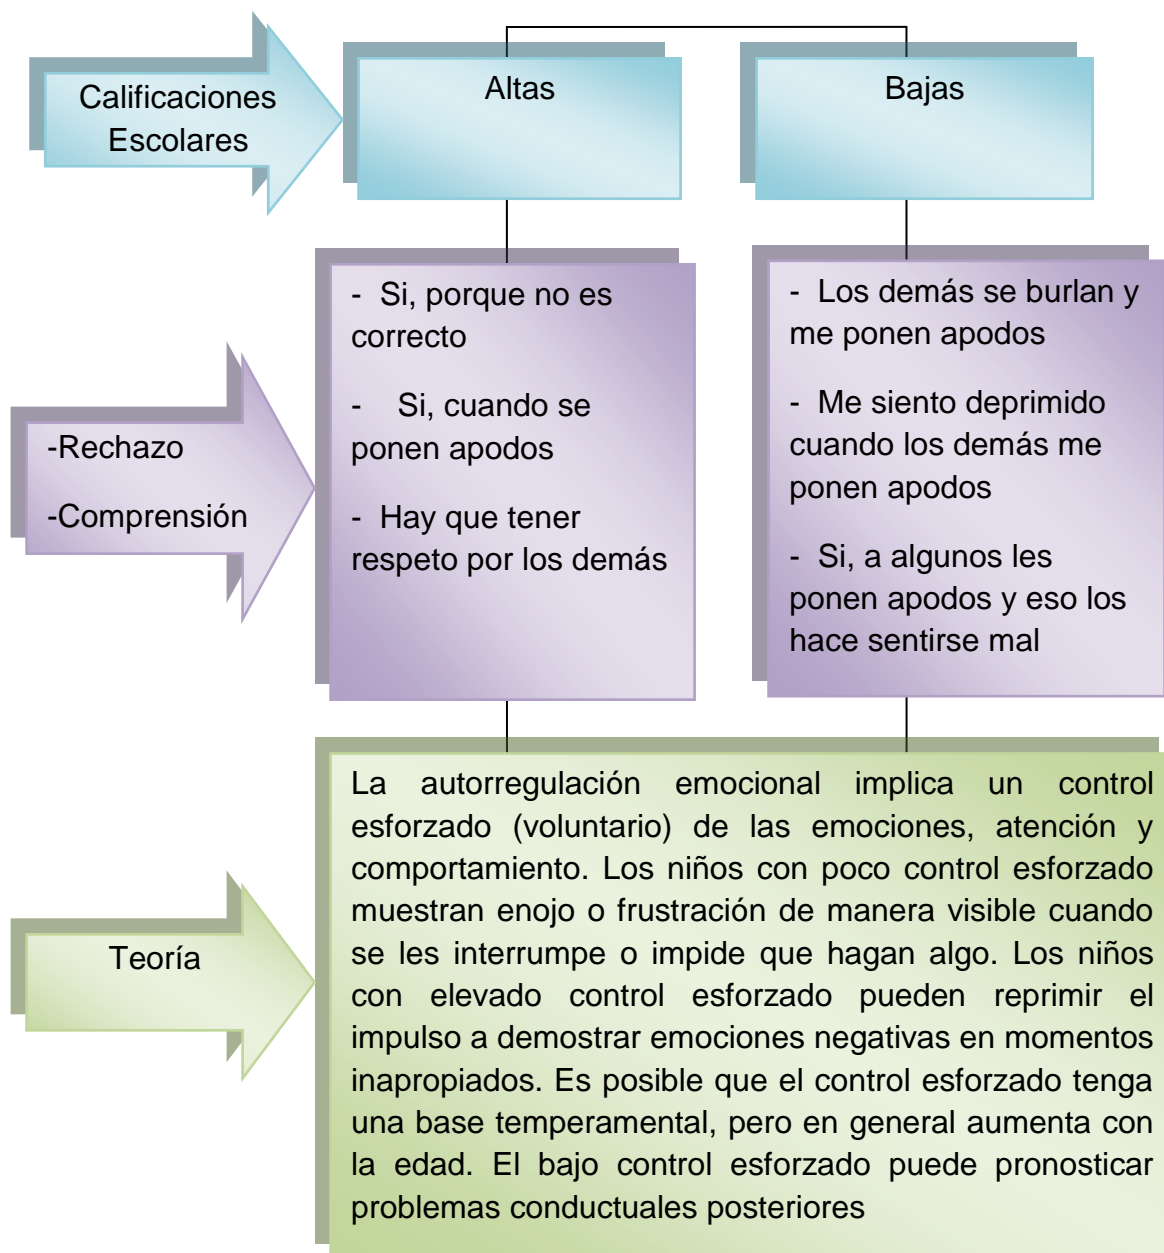 Calificaciones
Escolares
Altas
Bajas
-Rechazo
-Comprensión
- Si, porque no es
correcto
- Si, cuando se
ponen apodos
- Hay que tener
respeto por los demás
- Los demás se burlan y
me ponen apodos
- Me siento deprimido
cuando los demás me
ponen apodos
- Si, a algunos les
ponen apodos y eso los
hace sentirse mal
Teoría
La autorregulación emocional implica un control
esforzado (voluntario) de las emociones, atención y
comportamiento. Los niños con poco control esforzado
muestran enojo o frustración de manera visible cuando
se les interrumpe o impide que hagan algo. Los niños
con elevado control esforzado pueden reprimir el
impulso a demostrar emociones negativas en momentos
inapropiados. Es posible que el control esforzado tenga
una base temperamental, pero en general aumenta con
la edad. El bajo control esforzado puede pronosticar
problemas conductuales posteriores